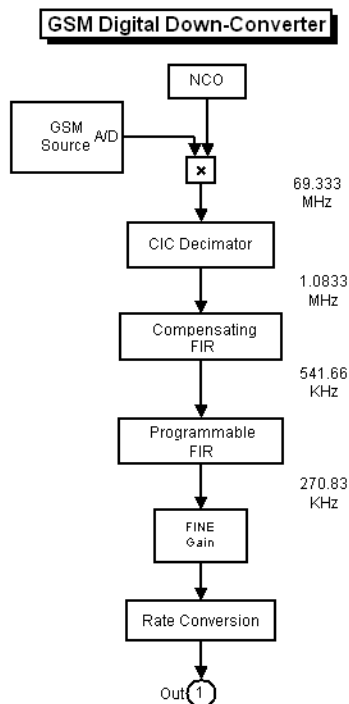 GSM Digital Down-Converter
NCO
GSM
Source
A/D
×
69.333
MHz
CIC Decimator
1.0833
MHz
Compensating
FIR
541.66
KHz
Programmable
FIR
270.83
KHz
FINE
Gain
Rate Conversion
Out 1